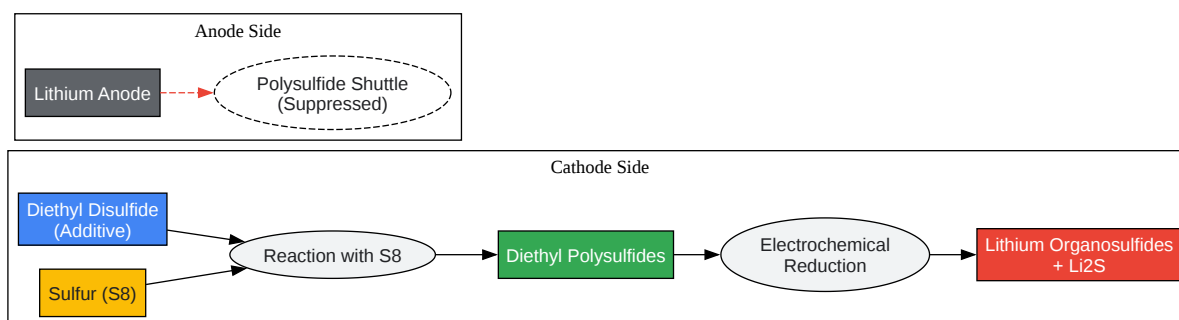 Anode Side
Lithium Anode
Polysulfide Shuttle
(Suppressed)
Cathode Side
Diethyl Disulfide
(Additive)
Sulfur (S8)
Reaction with S8
Diethyl Polysulfides
Electrochemical
Reduction
Lithium Organosulfides
+ Li2S